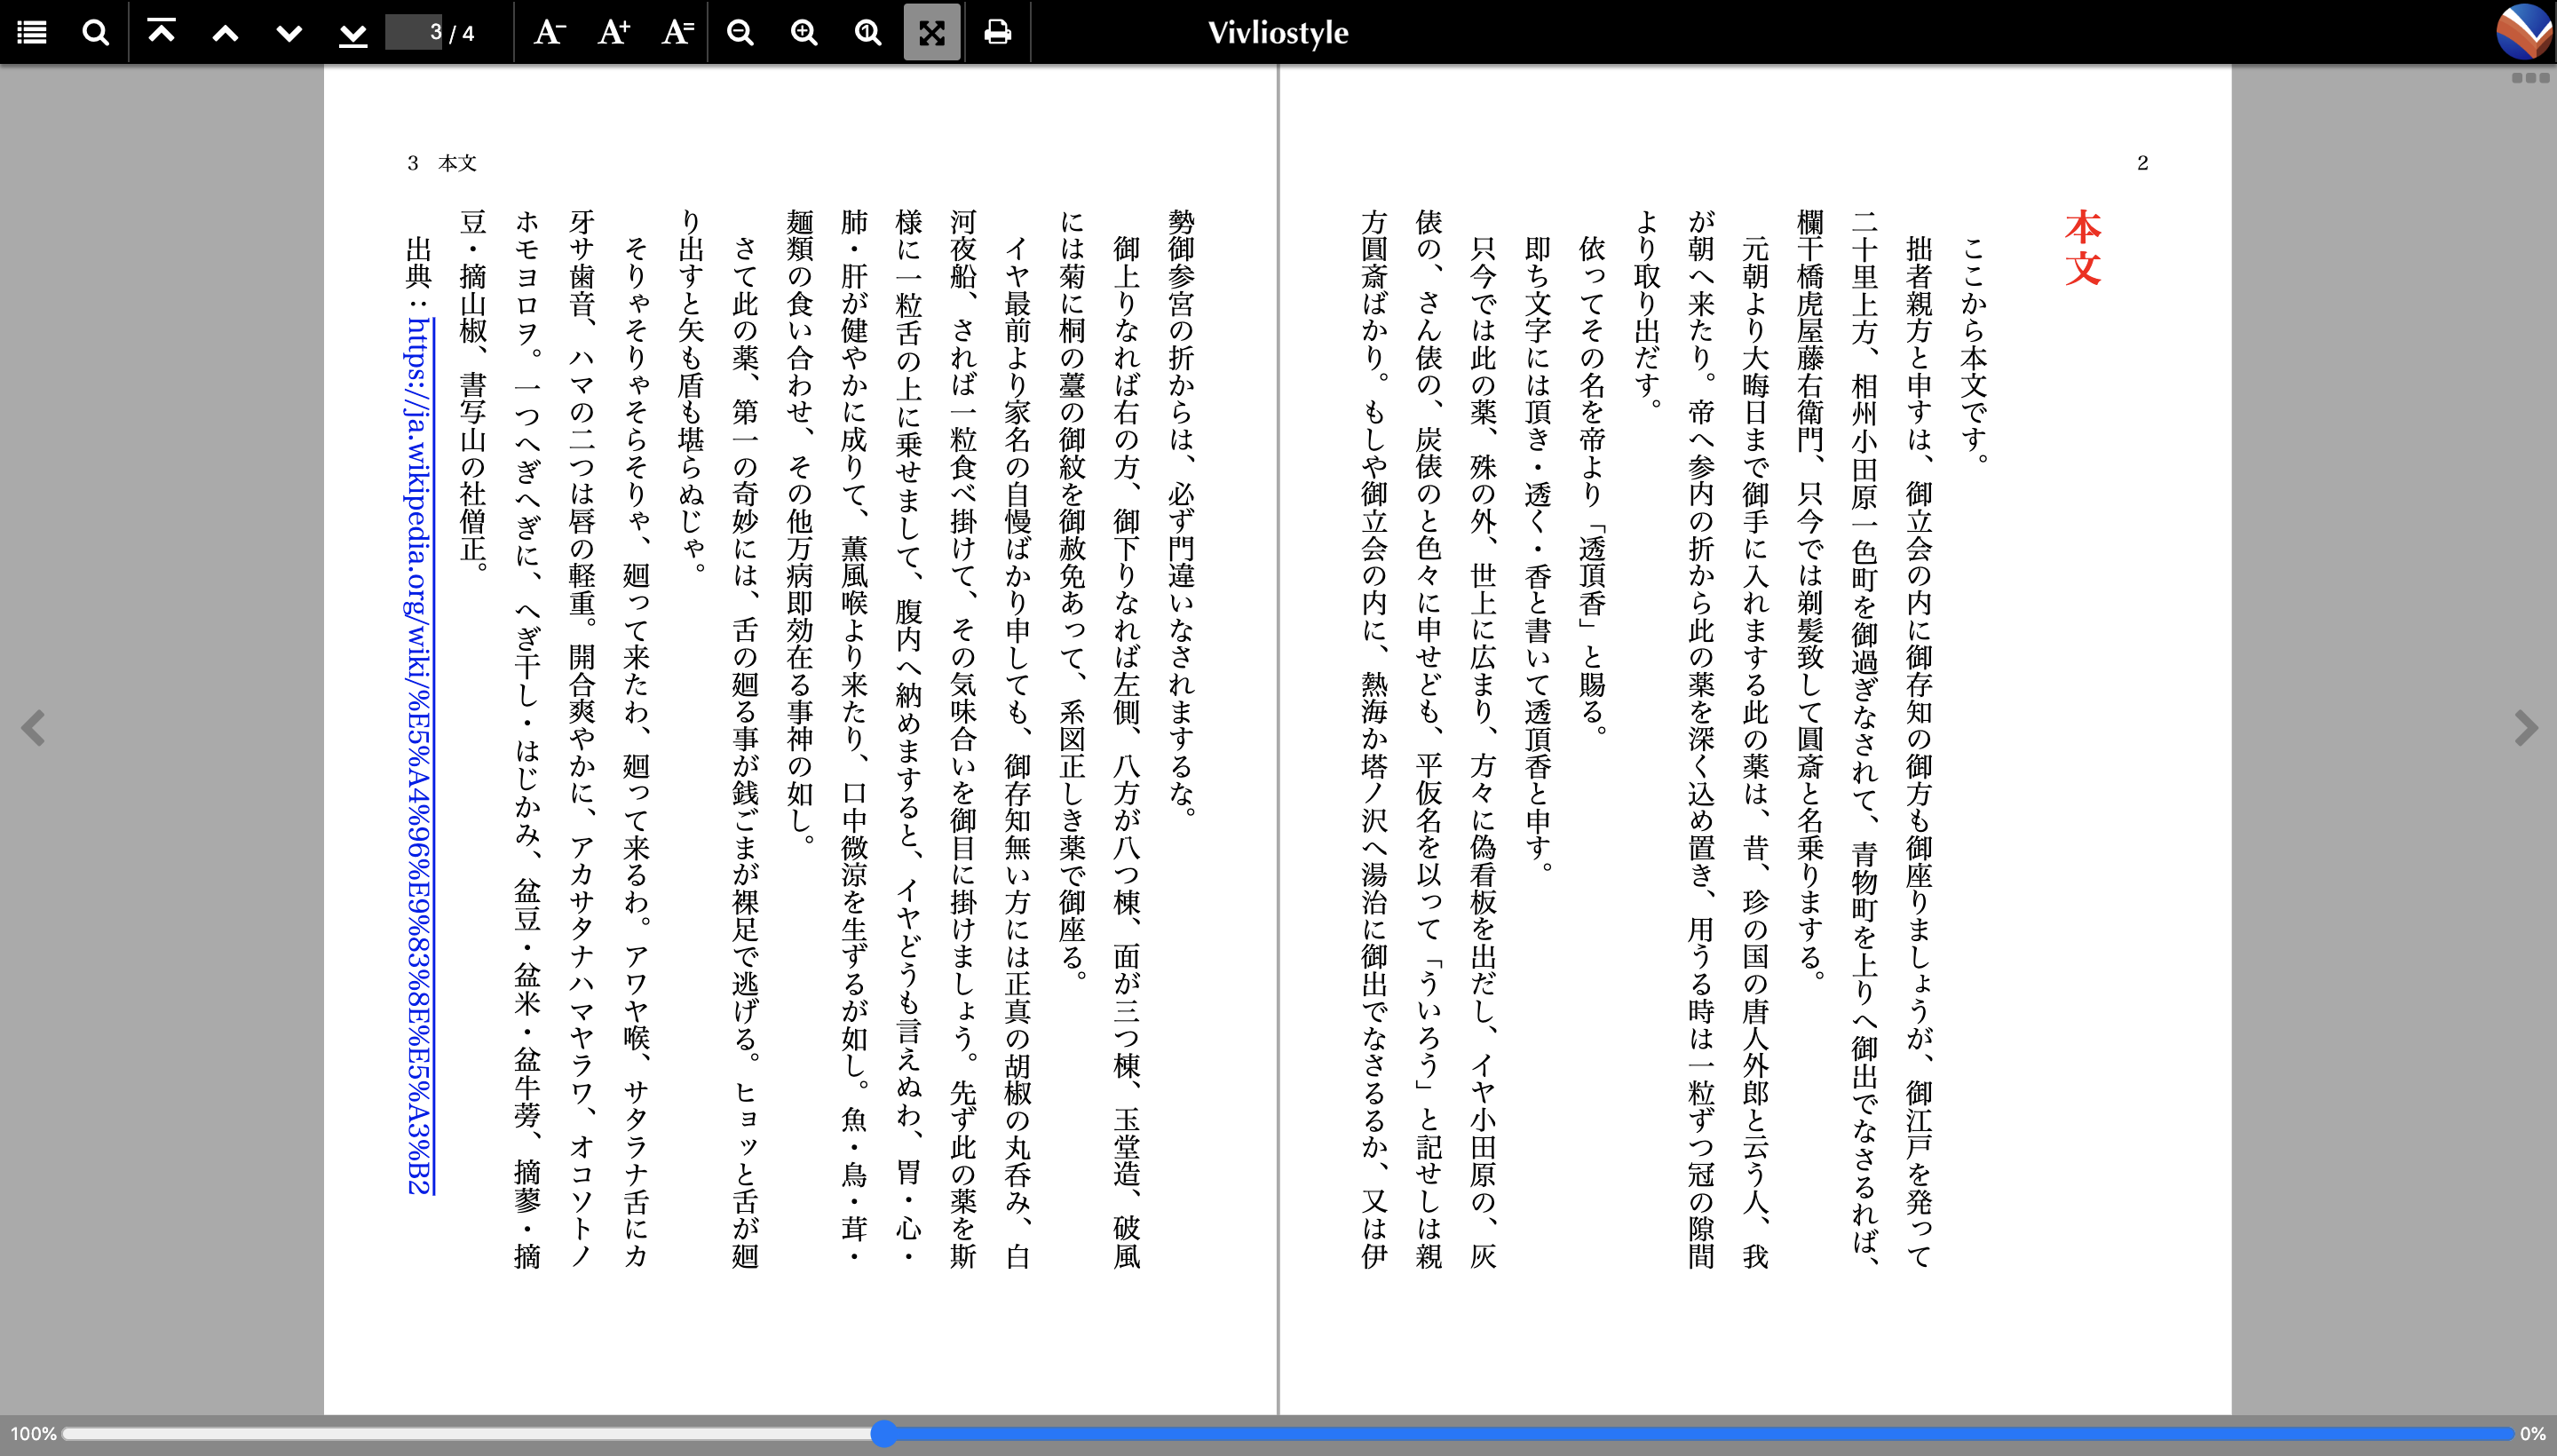 3 / 4
A−
A+
A=
1
Vivliostyle
2
本文
ここから本文です。
拙者親方と申すは、御立会の内に御存知の御方も御座りましょうが、御江戸を発って
二十里上方、相州小田原一色町を御過ぎなされて、青物町を上りへ御出でなさるれば、
欄干橋虎屋藤右衛門、只今では剃髪致して圓斎と名乗りまする。
元朝より大晦日まで御手に入れまする此の薬は、昔、珍の国の唐人外郎と云う人、我
が朝へ来たり。帝へ参内の折から此の薬を深く込め置き、用うる時は一粒ずつ冠の隙間
より取り出だす。
依ってその名を帝より「透頂香」と賜る。
即ち文字には頂き・透く・香と書いて透頂香と申す。
只今では此の薬、殊の外、世上に広まり、方々に偽看板を出だし、イヤ小田原の、灰
俵の、さん俵の、炭俵のと色々に申せども、平仮名を以って「ういろう」と記せしは親
方圓斎ばかり。もしや御立会の内に、熱海か塔ノ沢へ湯治に御出でなさるるか、又は伊
3 本文
勢御参宮の折からは、必ず門違いなされまするな。
御上りなれば右の方、御下りなれば左側、八方が八つ棟、面が三つ棟、玉堂造、破風
には菊に桐の薹の御紋を御赦免あって、系図正しき薬で御座る。
イヤ最前より家名の自慢ばかり申しても、御存知無い方には正真の胡椒の丸呑み、白
河夜船、されば一粒食べ掛けて、その気味合いを御目に掛けましょう。先ず此の薬を斯
様に一粒舌の上に乗せまして、腹内へ納めますると、イヤどうも言えぬわ、胃・心・
肺・肝が健やかに成りて、薫風喉より来たり、口中微涼を生ずるが如し。魚・鳥・茸・
麺類の食い合わせ、その他万病即効在る事神の如し。
さて此の薬、第一の奇妙には、舌の廻る事が銭ごまが裸足で逃げる。ヒョッと舌が廻
り出すと矢も盾も堪らぬじゃ。
そりゃそりゃそらそりゃ、廻って来たわ、廻って来るわ。アワヤ喉、サタラナ舌にカ
牙サ歯音、ハマの二つは唇の軽重。開合爽やかに、アカサタナハマヤラワ、オコソトノ
ホモヨロヲ。一つへぎへぎに、へぎ干し・はじかみ、盆豆・盆米・盆牛蒡、摘蓼・摘
豆・摘山椒、書写山の社僧正。
出典：https://ja.wikipedia.org/wiki/%E5%A4%96%E9%83%8E%E5%A3%B2
100%
0%